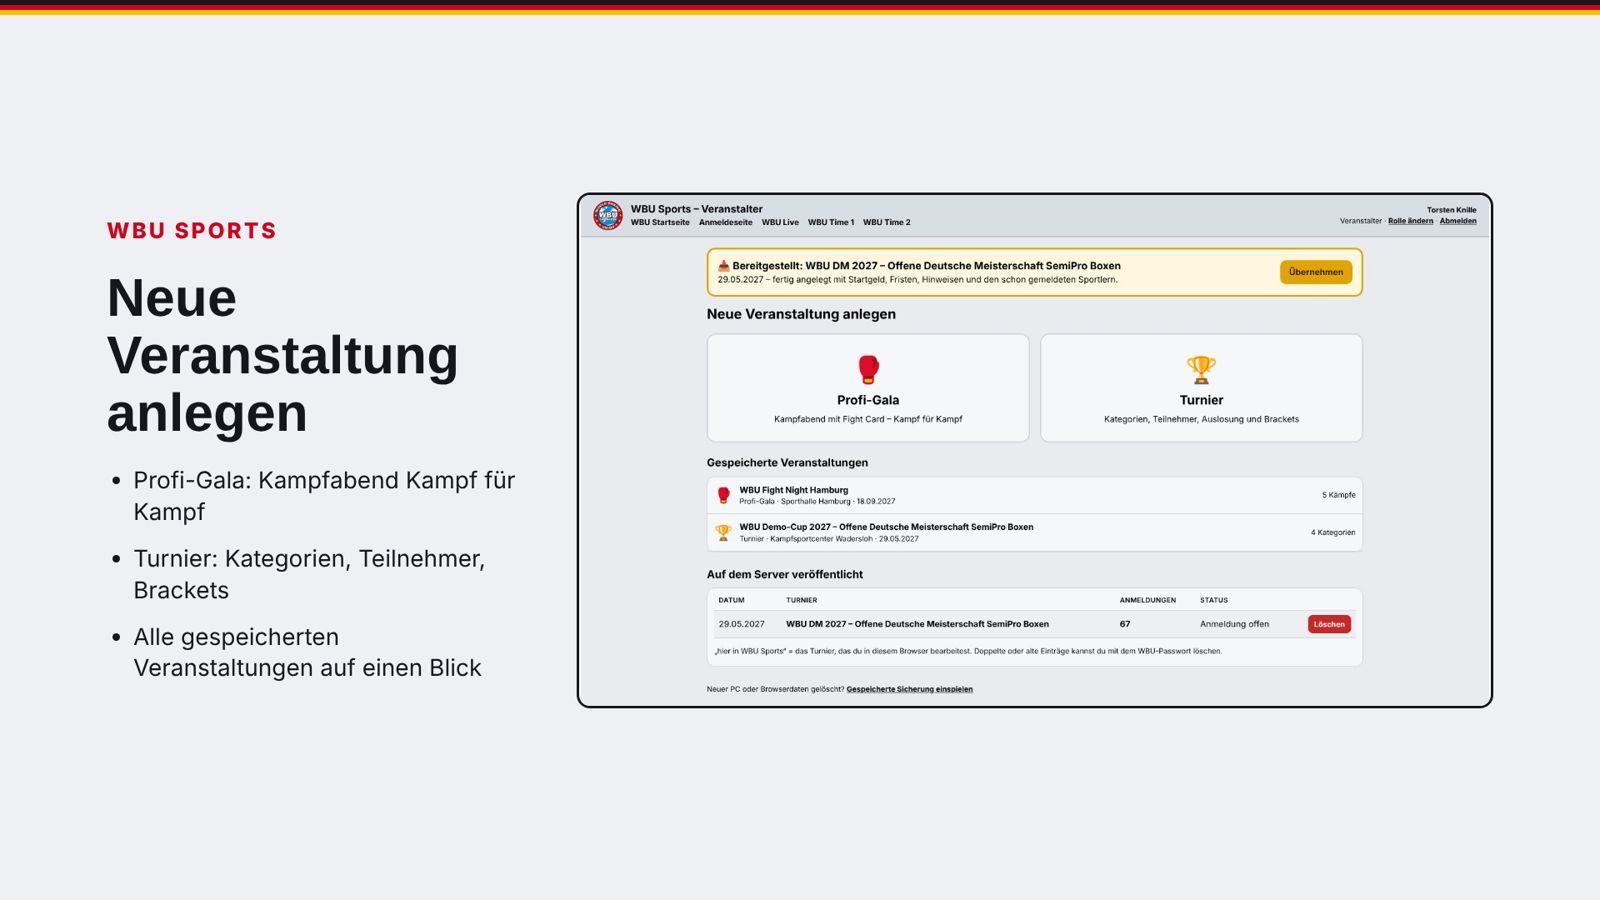 WBU SPORTS
Neue
Veranstaltung
anlegen
• Profi-Gala: Kampfabend Kampf für
Kampf
• Turnier: Kategorien, Teilnehmer,
Brackets
• Alle gespeicherten
Veranstaltungen auf einen Blick
WBU
WBU Sports – Veranstalter
WBU Startseite Anmeldeseite WBU Live WBU Time 1 WBU Time 2
Torsten Knille
Veranstalter · Rolle ändern · Abmelden
Bereitgestellt: WBU DM 2027 – Offene Deutsche Meisterschaft SemiPro Boxen
29.05.2027 – fertig angelegt mit Startgeld, Fristen, Hinweisen und den schon gemeldeten Sportlern.
Übernehmen
Neue Veranstaltung anlegen
Profi-Gala
Kampfabend mit Fight Card – Kampf für Kampf
Turnier
Kategorien, Teilnehmer, Auslosung und Brackets
Gespeicherte Veranstaltungen
WBU Fight Night Hamburg
Profi-Gala · Sporthalle Hamburg · 18.09.2027
5 Kämpfe
WBU Demo-Cup 2027 – Offene Deutsche Meisterschaft SemiPro Boxen
Turnier · Kampfsportcenter Wadersloh · 29.05.2027
4 Kategorien
Auf dem Server veröffentlicht
DATUM TURNIER ANMELDUNGEN STATUS
29.05.2027 WBU DM 2027 – Offene Deutsche Meisterschaft SemiPro Boxen 67 Anmeldung offen Löschen
„hier in WBU Sports“ = das Turnier, das du in diesem Browser bearbeitest. Doppelte oder alte Einträge kannst du mit dem WBU-Passwort löschen.
Neuer PC oder Browserdaten gelöscht? Gespeicherte Sicherung einspielen